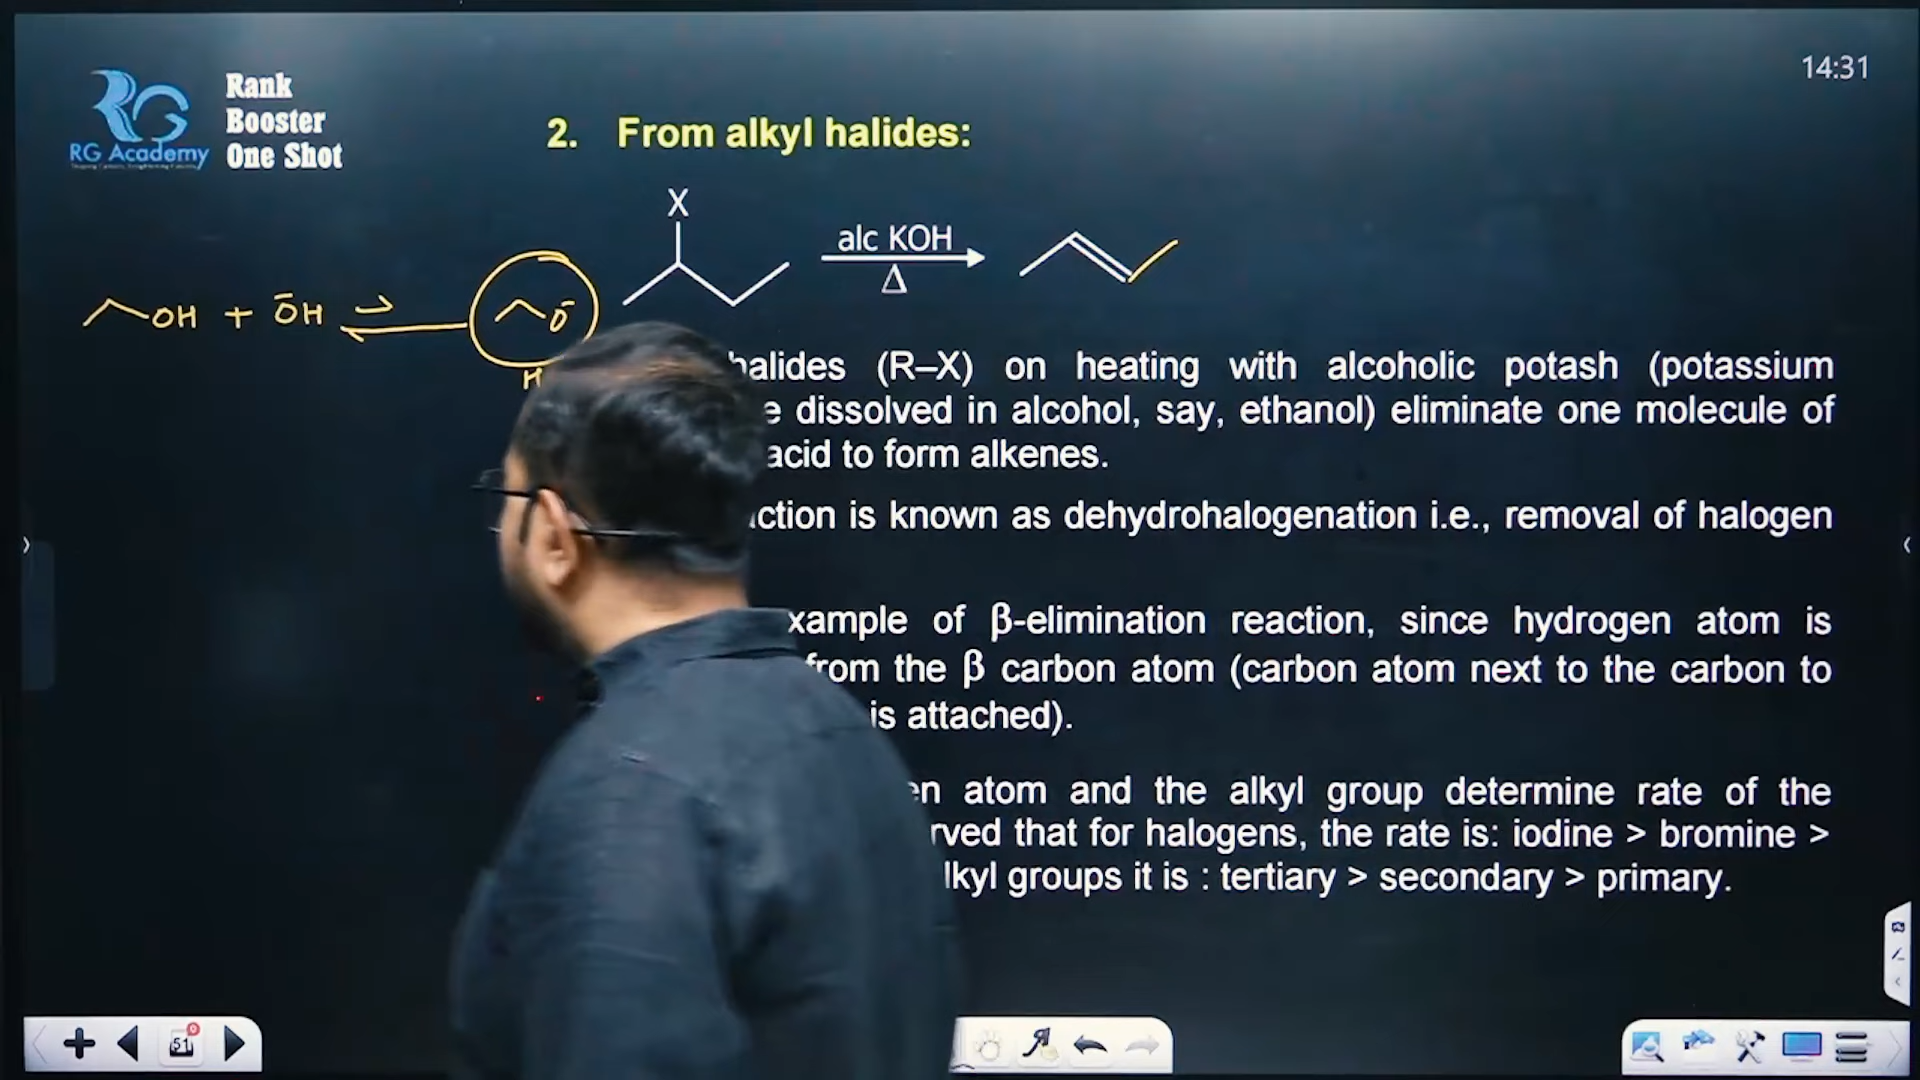 14:31
Rank
Booster
One Shot
RG Academy
2. From alkyl halides:
X
alc KOH
Δ
OH + ŌH ⇌ Ō
H
halides (R–X) on heating with alcoholic potash (potassium
dissolved in alcohol, say, ethanol) eliminate one molecule of
acid to form alkenes.
is known as dehydrohalogenation i.e., removal of halogen
of β-elimination reaction, since hydrogen atom is
from the β carbon atom (carbon atom next to the carbon to
is attached).
atom and the alkyl group determine rate of the
that for halogens, the rate is: iodine > bromine >
groups it is : tertiary > secondary > primary.
51